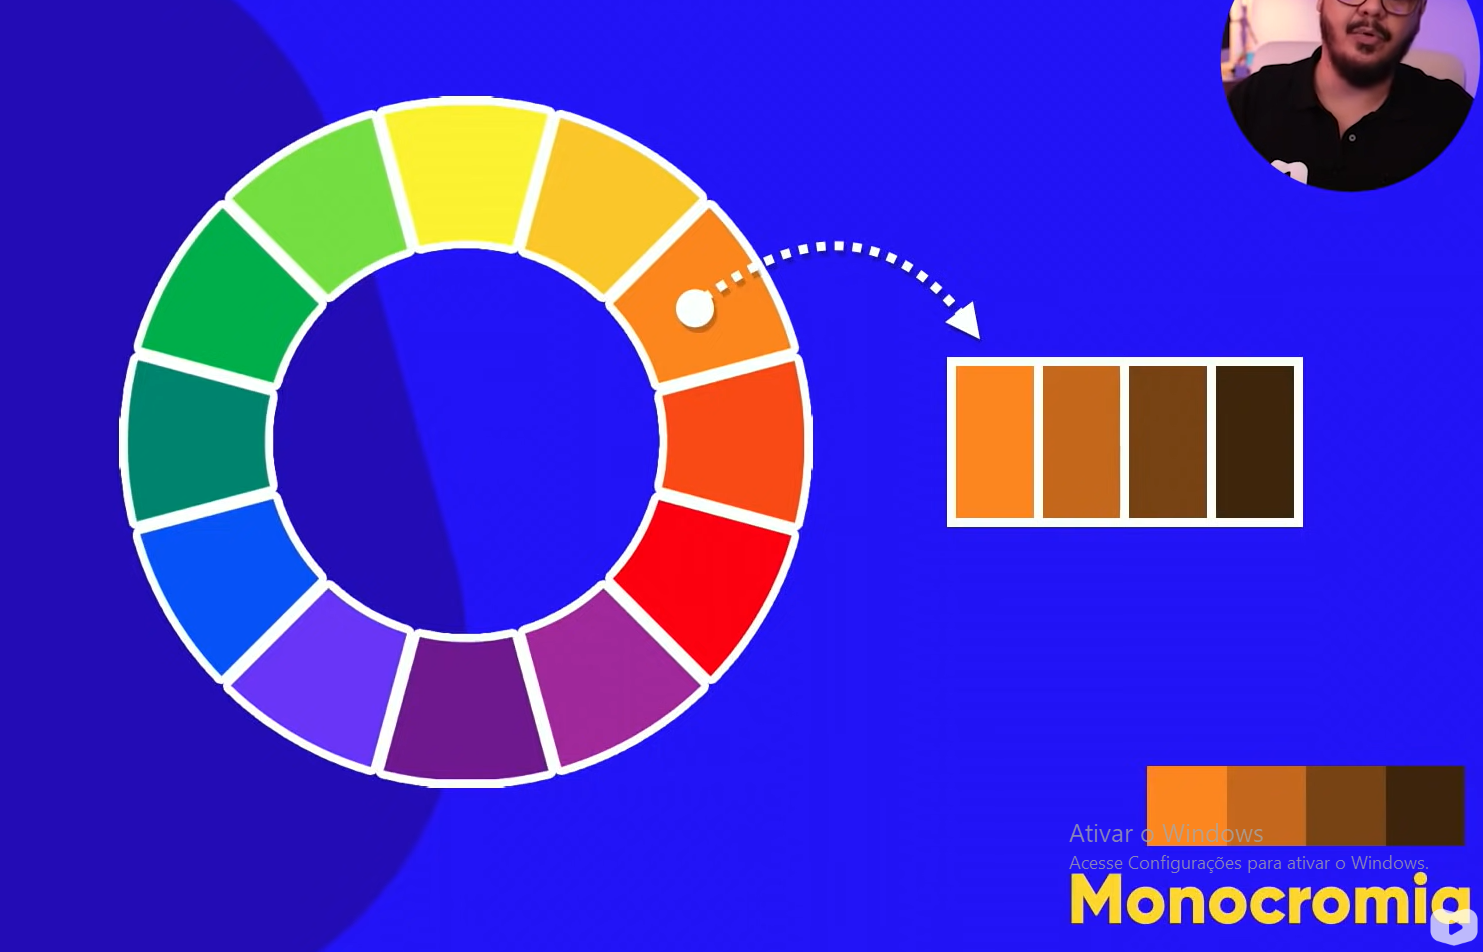 Ativar o Windows
Acesse Configurações para ativar o Windows.
Monocromia